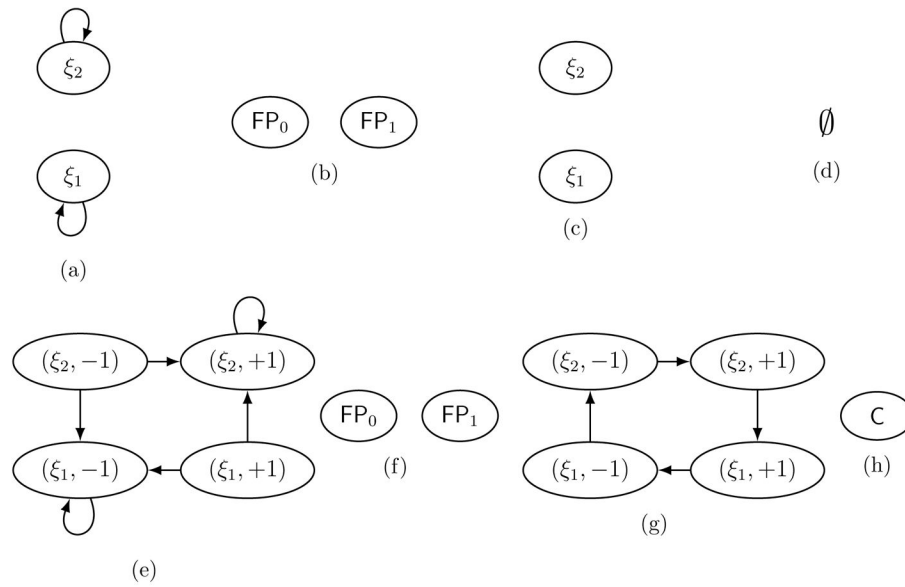 ξ₂
ξ₁
(a)
FP₀ FP₁
(b)
ξ₂
ξ₁
(c)
∅
(d)
(ξ₂, −1) (ξ₂, +1)
(ξ₁, −1) (ξ₁, +1)
(e)
FP₀ FP₁
(f)
(ξ₂, −1) (ξ₂, +1)
(ξ₁, −1) (ξ₁, +1)
(g)
C
(h)